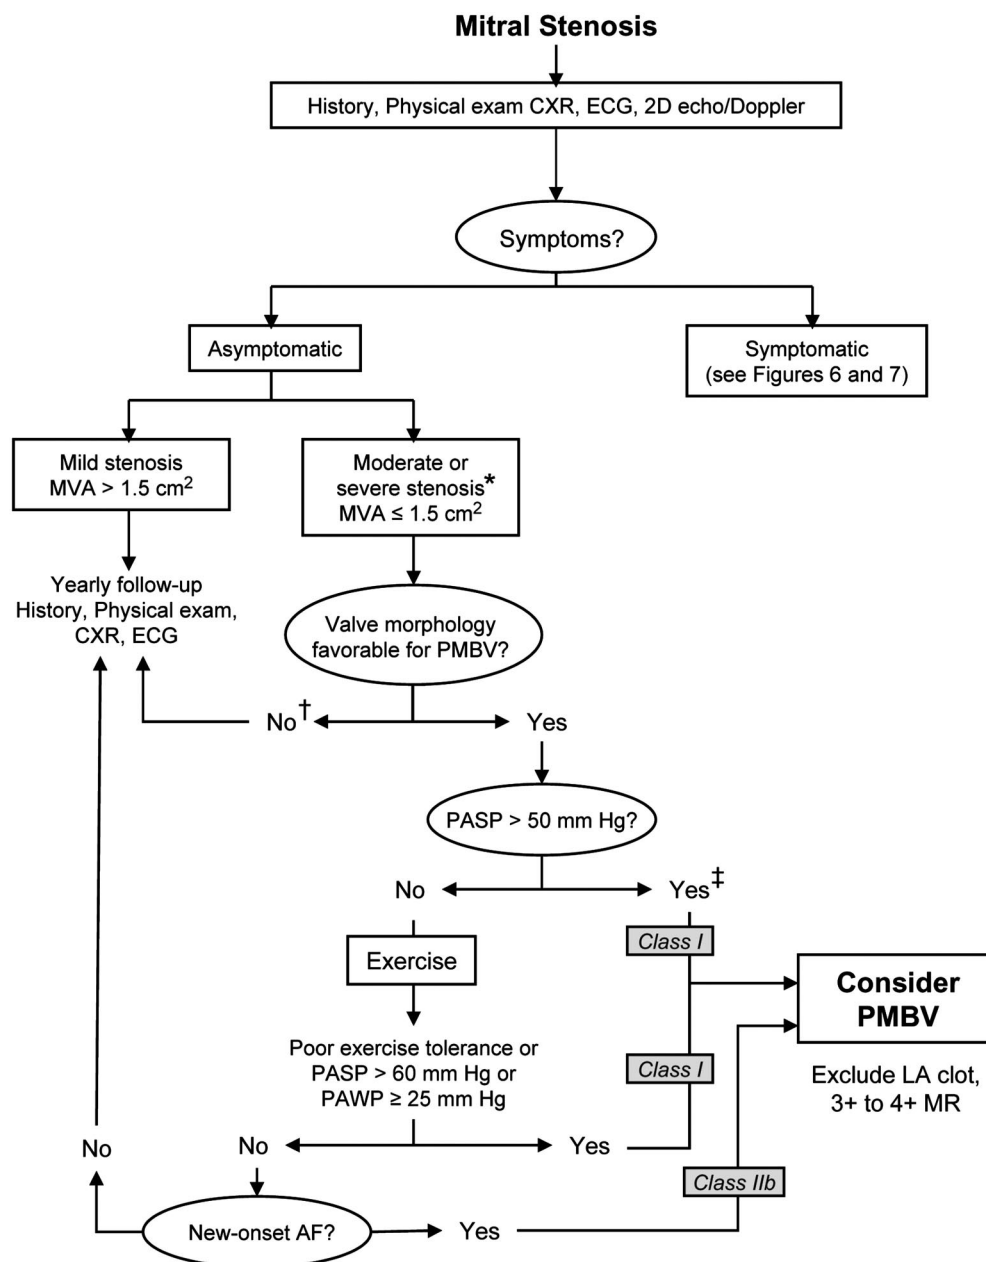 Mitral Stenosis
History, Physical exam CXR, ECG, 2D echo/Doppler
Symptoms?
Asymptomatic
Symptomatic
(see Figures 6 and 7)
Mild stenosis
MVA > 1.5 cm²
Moderate or
severe stenosis*
MVA ≤ 1.5 cm²
Yearly follow-up
History, Physical exam,
CXR, ECG
Valve morphology
favorable for PMBV?
No†
Yes
PASP > 50 mm Hg?
No
Yes‡
Class I
Exercise
Consider
PMBV
Poor exercise tolerance or
PASP > 60 mm Hg or
PAWP ≥ 25 mm Hg
Class I
Exclude LA clot,
3+ to 4+ MR
No
No
Yes
Class IIb
New-onset AF?
Yes